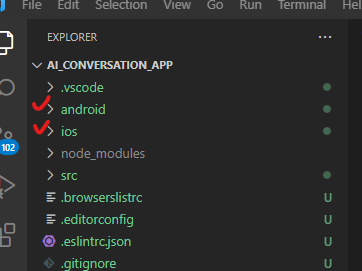 File Edit Selection View Go Run Terminal
EXPLORER ...
AI_CONVERSATION_APP
.vscode
android
ios
102
node_modules
src
.browserslistrc U
.editorconfig U
.eslintrc.json U
.gitignore U